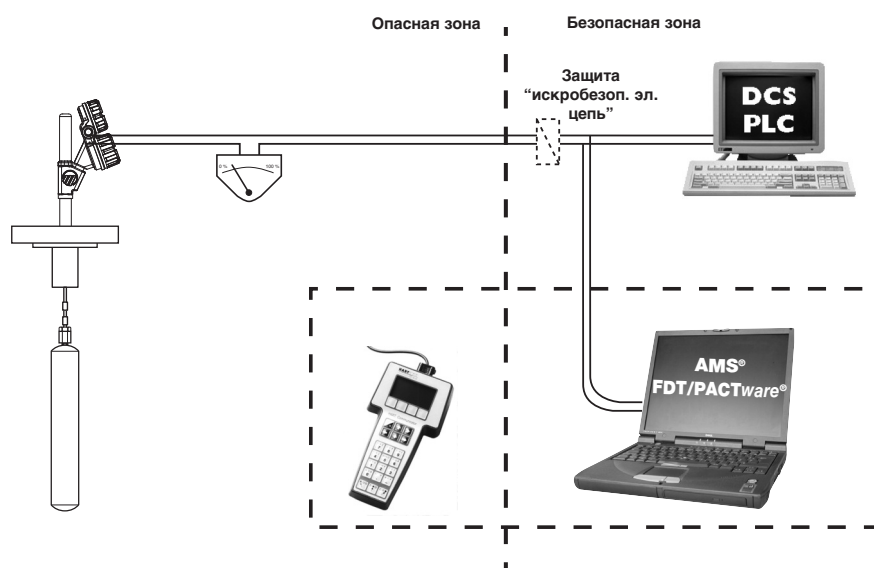 Опасная зона
Безопасная зона
Защита
“искробезоп. эл.
цепь”
DCS
PLC
0 %
100 %
AMS®
FDT/PACTware®